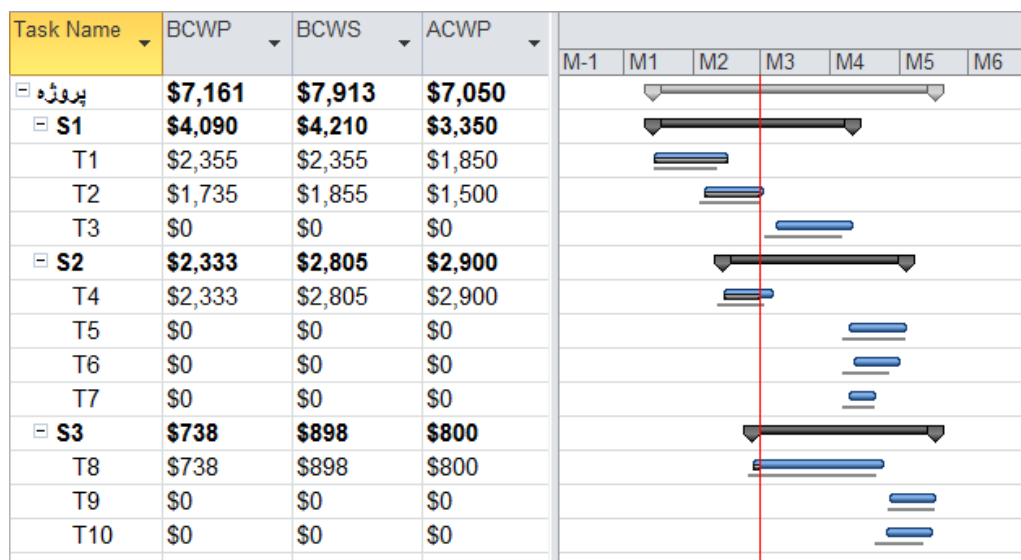 Task Name BCWP BCWS ACWP
M-1 M1 M2 M3 M4 M5 M6
پروژه $7,161 $7,913 $7,050
S1 $4,090 $4,210 $3,350
T1 $2,355 $2,355 $1,850
T2 $1,735 $1,855 $1,500
T3 $0 $0 $0
S2 $2,333 $2,805 $2,900
T4 $2,333 $2,805 $2,900
T5 $0 $0 $0
T6 $0 $0 $0
T7 $0 $0 $0
S3 $738 $898 $800
T8 $738 $898 $800
T9 $0 $0 $0
T10 $0 $0 $0